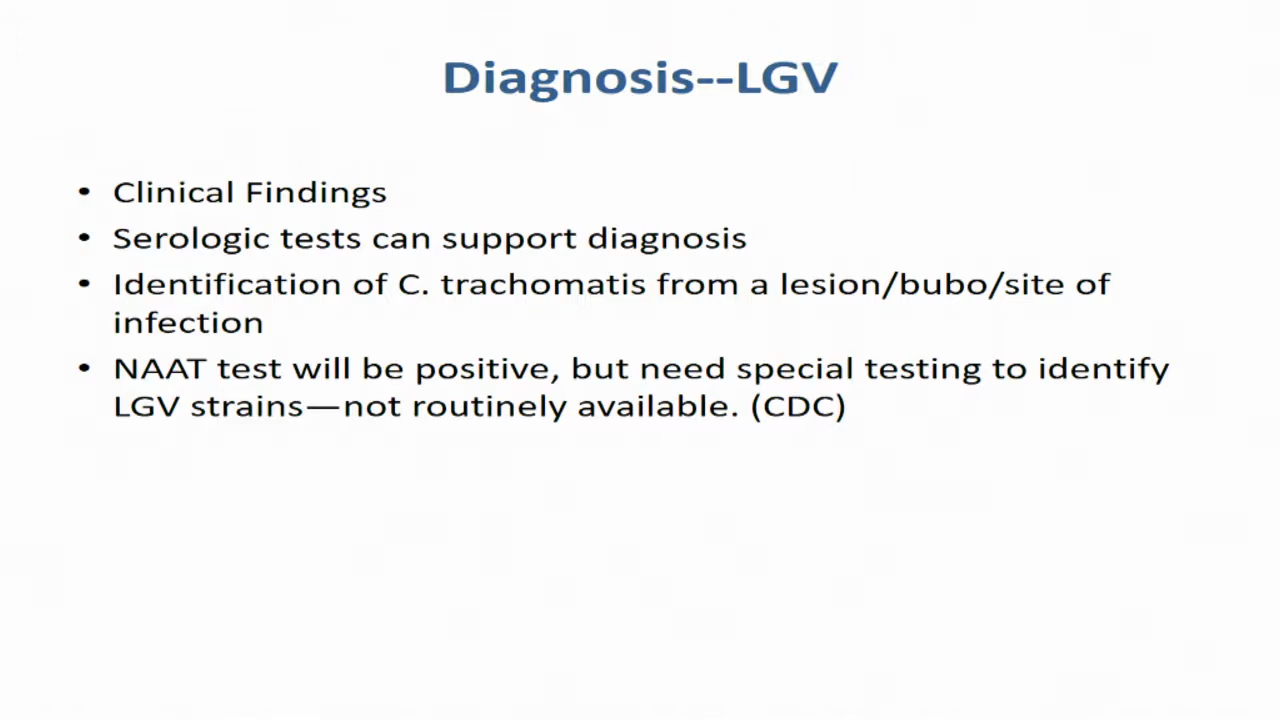 Diagnosis--LGV
• Clinical Findings
• Serologic tests can support diagnosis
• Identification of C. trachomatis from a lesion/bubo/site of
infection
• NAAT test will be positive, but need special testing to identify
LGV strains—not routinely available. (CDC)